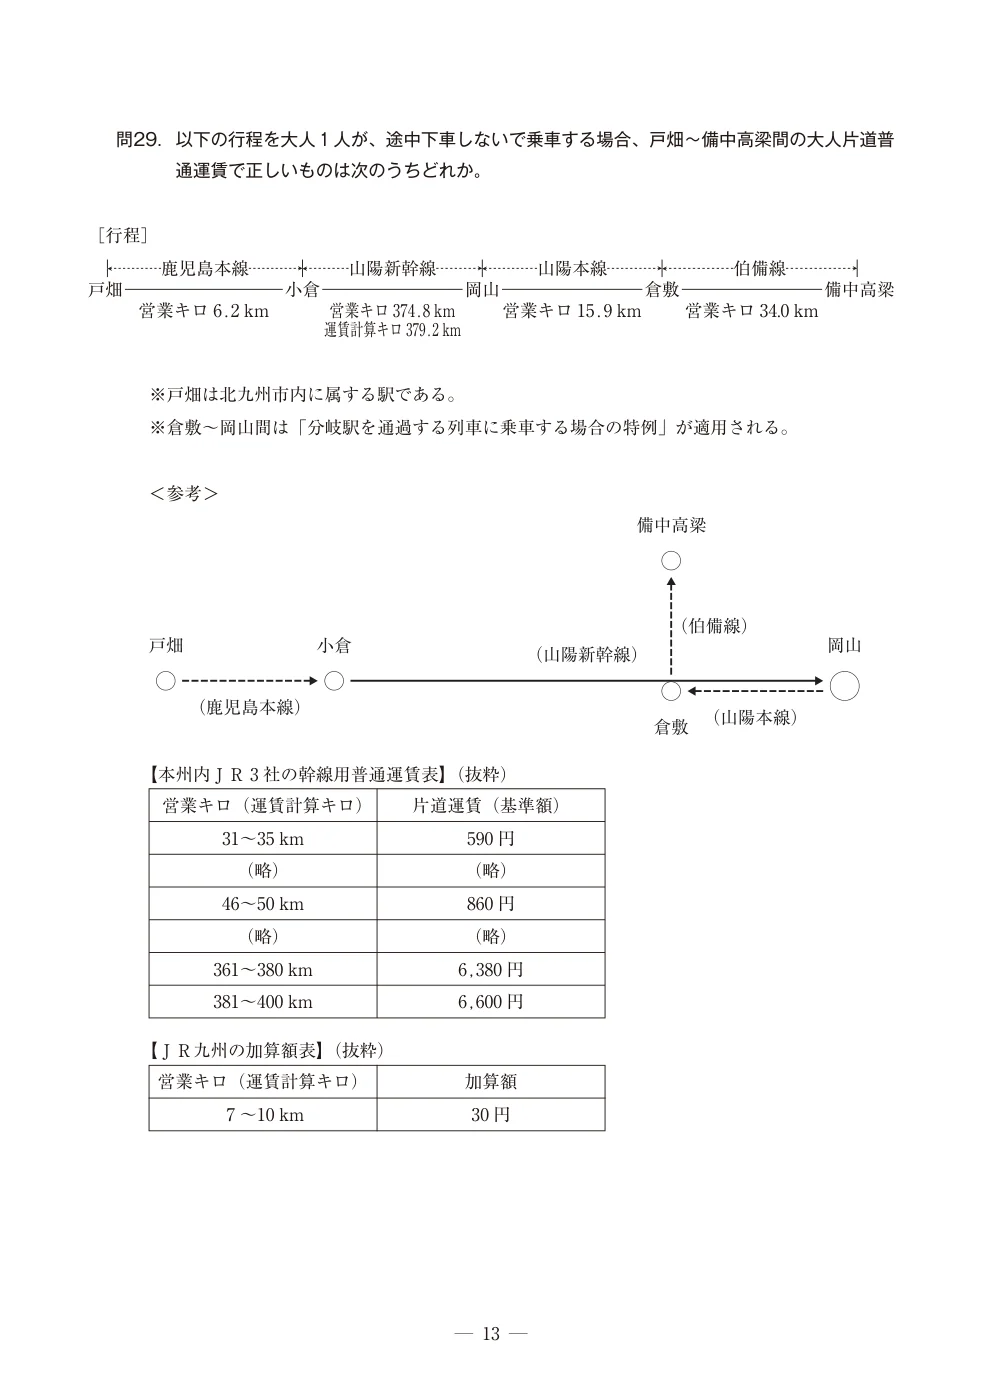 問29. 以下の行程を大人1人が、途中下車しないで乗車する場合、戸畑～備中高梁間の大人片道普
通運賃で正しいものは次のうちどれか。
［行程］
鹿児島本線 山陽新幹線 山陽本線 伯備線
戸畑 小倉 岡山 倉敷 備中高梁
営業キロ 6.2 km 営業キロ 374.8 km 営業キロ 15.9 km 営業キロ 34.0 km
運賃計算キロ 379.2 km
※戸畑は北九州市内に属する駅である。
※倉敷～岡山間は「分岐駅を通過する列車に乗車する場合の特例」が適用される。
＜参考＞
備中高梁
（伯備線）
戸畑 小倉 （山陽新幹線） 岡山
（鹿児島本線） 倉敷 （山陽本線）
【本州内ＪＲ3社の幹線用普通運賃表】（抜粋）
営業キロ（運賃計算キロ） 片道運賃（基準額）
31～35 km 590 円
（略） （略）
46～50 km 860 円
（略） （略）
361～380 km 6,380 円
381～400 km 6,600 円
【ＪＲ九州の加算額表】（抜粋）
営業キロ（運賃計算キロ） 加算額
7～10 km 30 円
― 13 ―